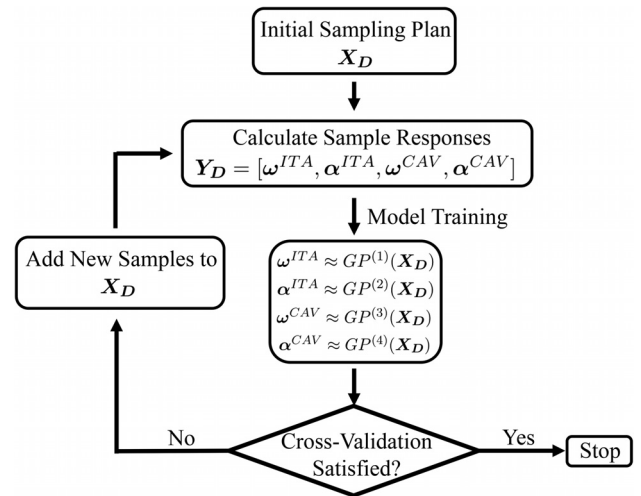 Initial Sampling Plan
X_D
Calculate Sample Responses
Y_D = [ω^{ITA}, α^{ITA}, ω^{CAV}, α^{CAV}]
Model Training
ω^{ITA} ≈ GP^{(1)}(X_D)
α^{ITA} ≈ GP^{(2)}(X_D)
ω^{CAV} ≈ GP^{(3)}(X_D)
α^{CAV} ≈ GP^{(4)}(X_D)
Add New Samples to
X_D
No
Cross-Validation
Satisfied?
Yes
Stop